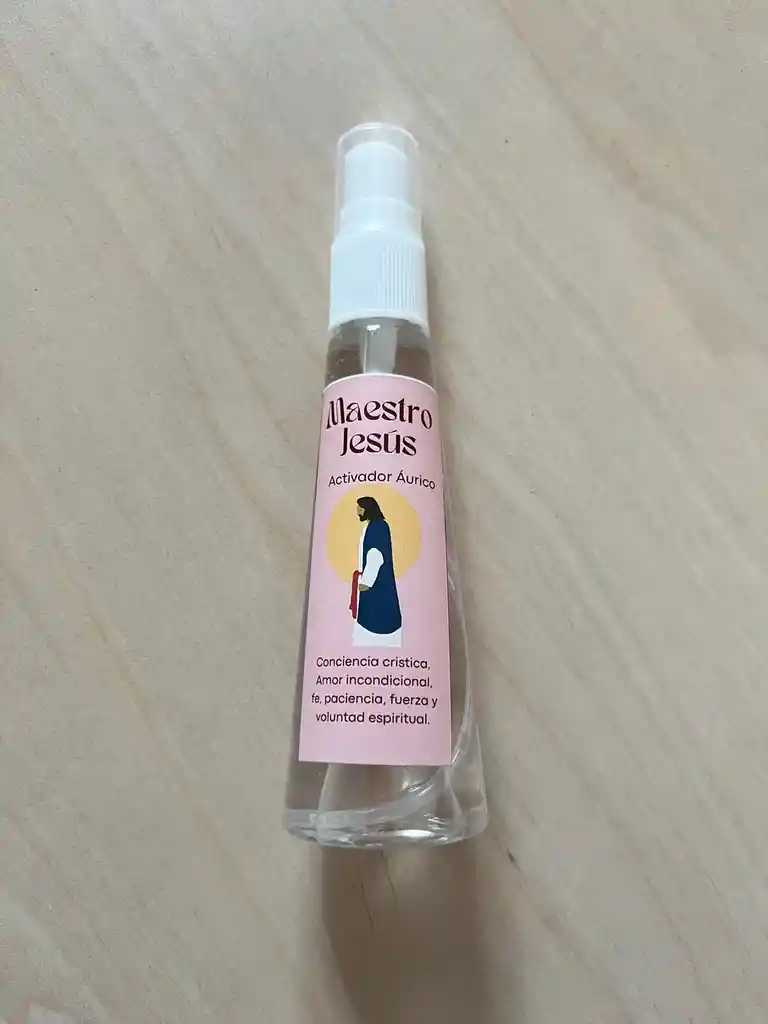 Maestro
Jesús
Activador Áurico
Conciencia cristica,
Amor incondicional,
fe, paciencia, fuerza y
voluntad espiritual.